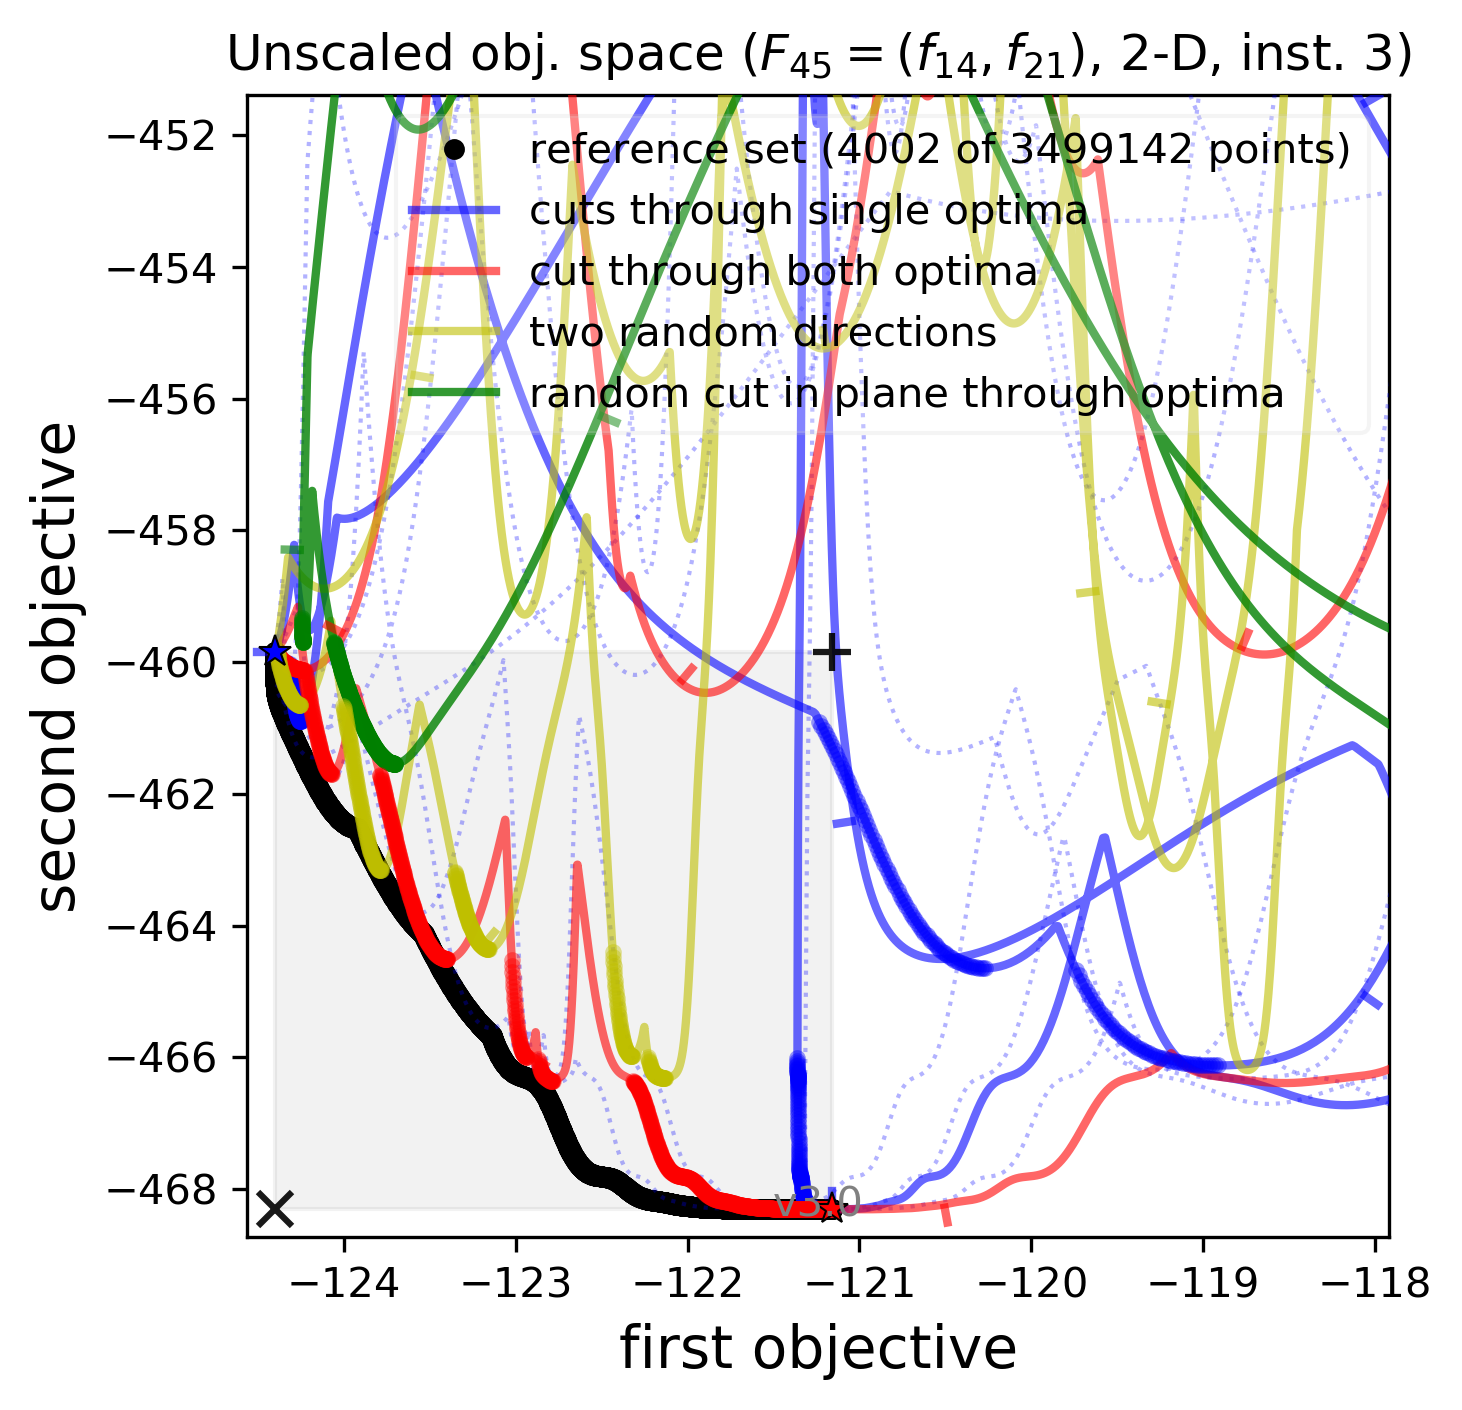 Unscaled obj. space (F45 = (f14, f21), 2-D, inst. 3)
reference set (4002 of 3499142 points)
cuts through single optima
cut through both optima
two random directions
random cut in plane through optima
second objective
−452
−454
−456
−458
−460
−462
−464
−466
−468
v3.0
−124 −123 −122 −121 −120 −119 −118
first objective